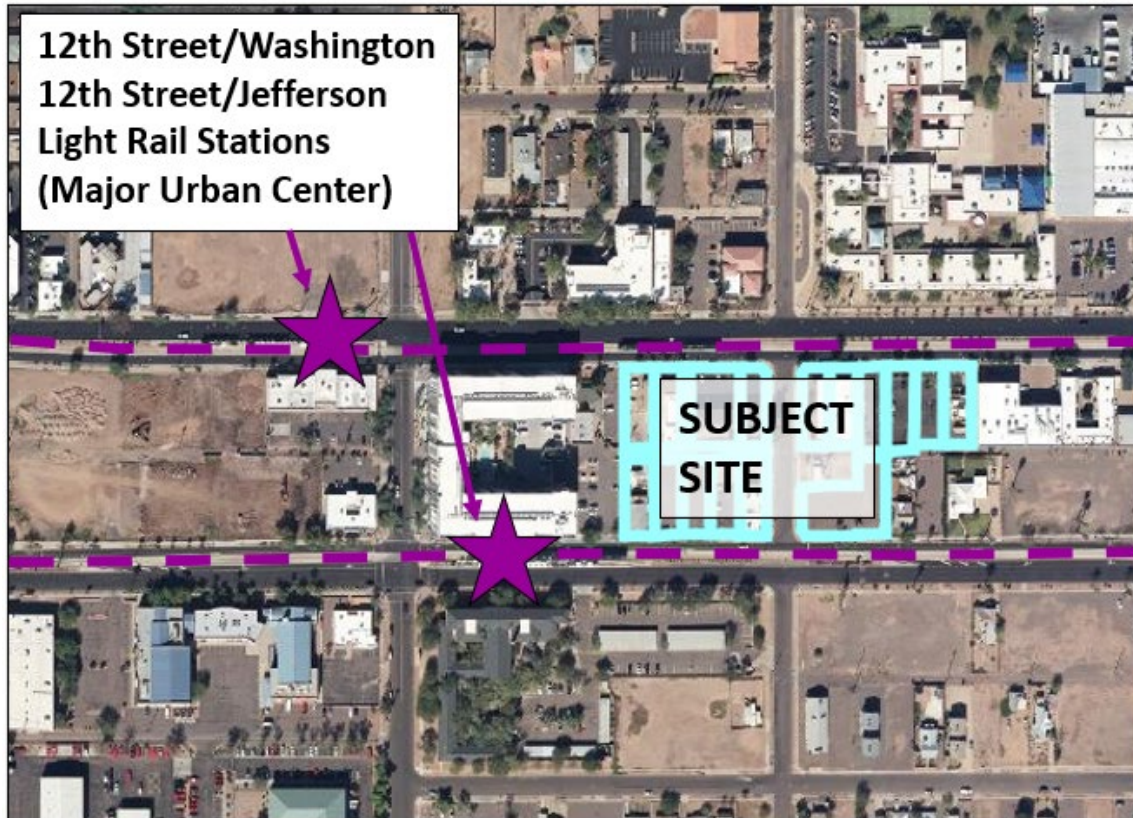 12th Street/Washington
12th Street/Jefferson
Light Rail Stations
(Major Urban Center)
SUBJECT
SITE